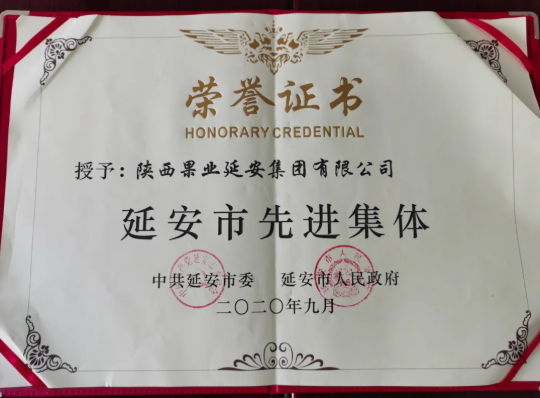 荣誉证书
HONORARY CREDENTIAL
授予：陕西果业延安集团有限公司
延安市先进集体
中共延安市委 延安市人民政府
二〇二〇年九月